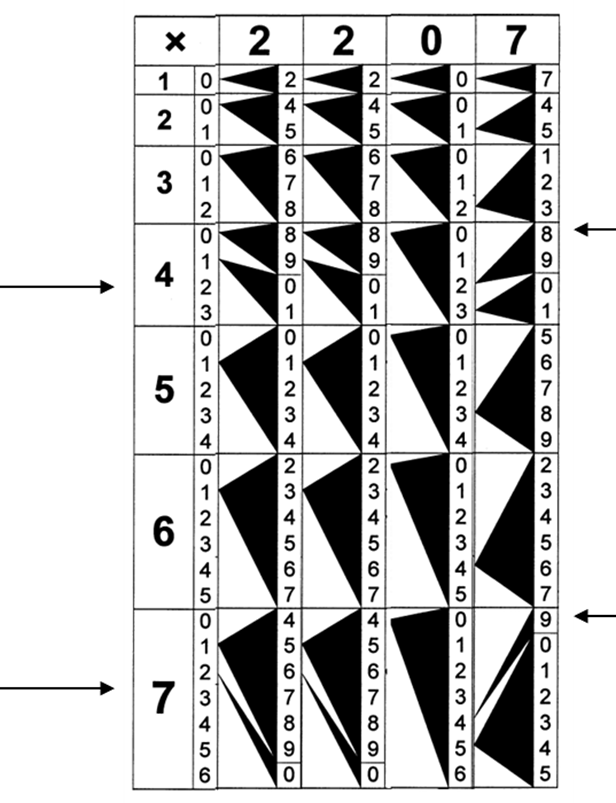 × 2 2 0 7
1 0 2 2 0 7
2 0 4 4 0 4
1 5 5 1 5
3 0 6 6 0 1
1 7 7 1 2
2 8 8 2 3
4 0 8 8 0 8
1 9 9 1 9
2 0 0 2 0
3 1 1 3 1
5 0 0 0 0 5
1 1 1 1 6
2 2 2 2 7
3 3 3 3 8
4 4 4 4 9
6 0 2 2 0 2
1 3 3 1 3
2 4 4 2 4
3 5 5 3 5
4 6 6 4 6
5 7 7 5 7
7 0 4 4 0 9
1 5 5 1 0
2 6 6 2 1
3 7 7 3 2
4 8 8 4 3
5 9 9 5 4
6 0 0 6 5